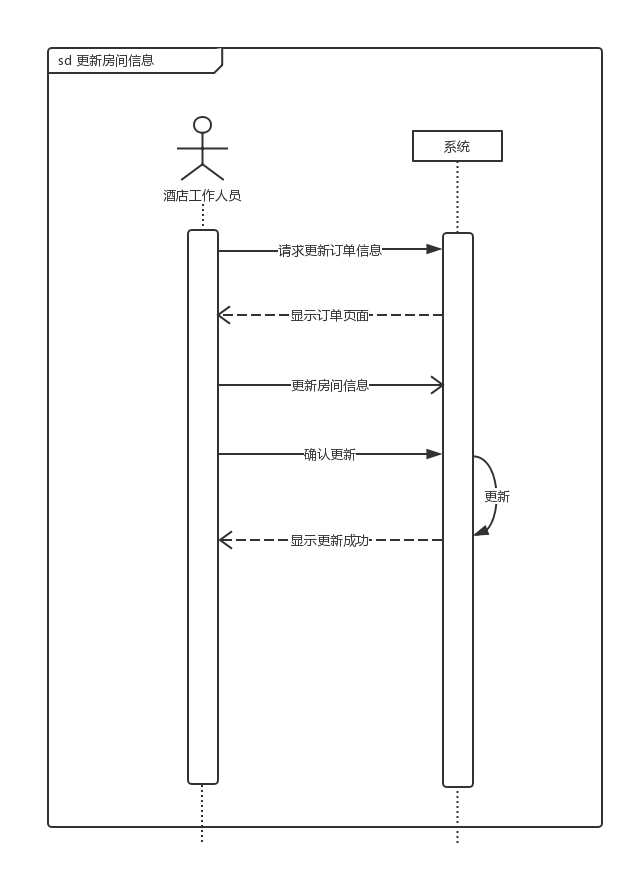 sd 更新房间信息
酒店工作人员
系统
请求更新订单信息
显示订单页面
更新房间信息
确认更新
更新
显示更新成功